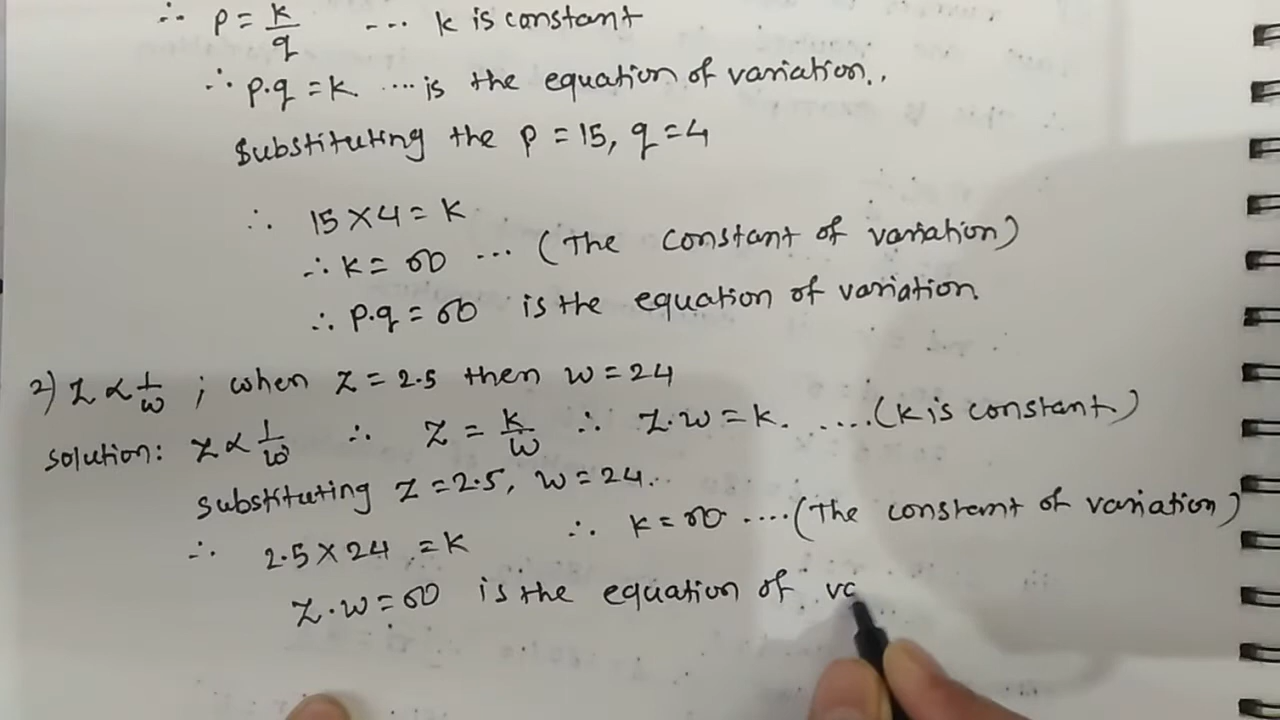 ∴ p = k/q ... k is constant
∴ p.q = k .... is the equation of variation..
Substituting the p = 15, q = 4
∴ 15 × 4 = k
∴ k = 60 ... (The constant of variation)
∴ p.q = 60 is the equation of variation.
2) z ∝ 1/w ; when z = 2.5 then w = 24
solution: z ∝ 1/w ∴ z = k/w ∴ z.w = k. ....(k is constant)
substituting z = 2.5, w = 24..
∴ 2.5 × 24 = k ∴ k = 60 ....(The constant of variation)
z.w = 60 is the equation of va